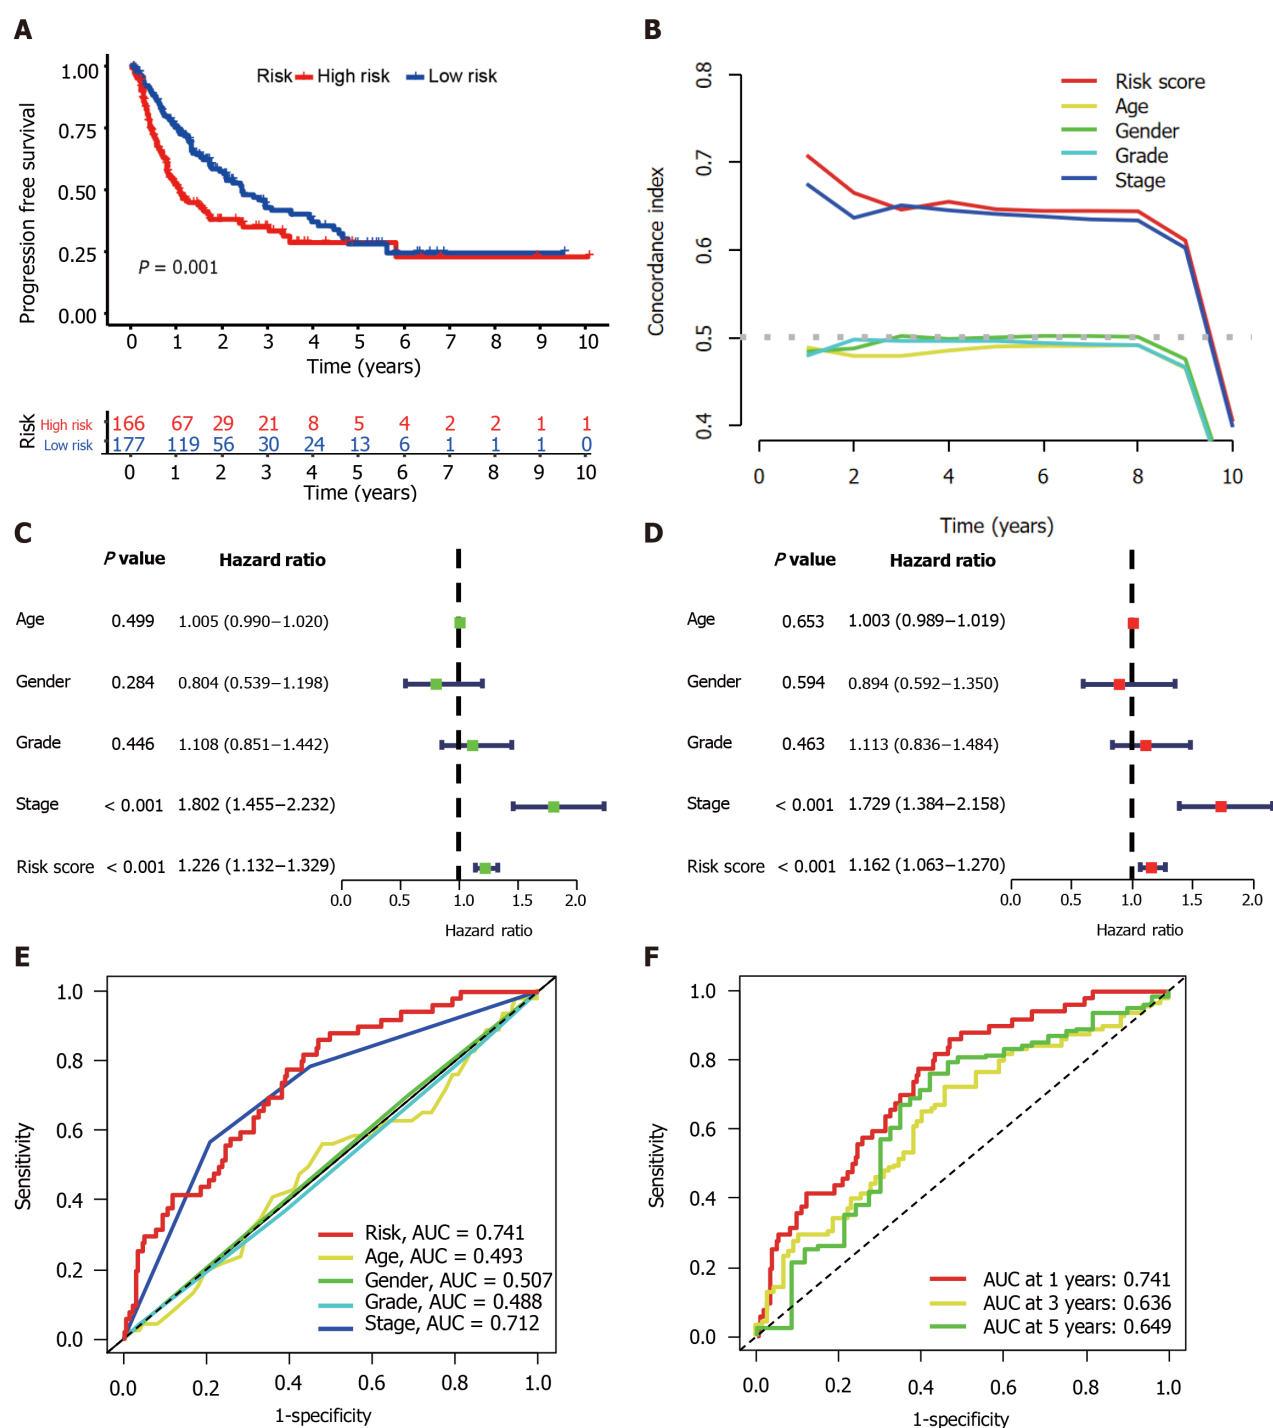 A
Risk High risk Low risk
Progression free survival
1.00
0.75
0.50
0.25
0.00
P = 0.001
0 1 2 3 4 5 6 7 8 9 10
Time (years)
Risk
High risk 166 67 29 21 8 5 4 2 2 1 1
Low risk 177 119 56 30 24 13 6 1 1 1 0
0 1 2 3 4 5 6 7 8 9 10
Time (years)
B
Concordance index
0.8
0.7
0.6
0.5
0.4
Risk score
Age
Gender
Grade
Stage
0 2 4 6 8 10
Time (years)
C
P value Hazard ratio
Age 0.499 1.005 (0.990−1.020)
Gender 0.284 0.804 (0.539−1.198)
Grade 0.446 1.108 (0.851−1.442)
Stage < 0.001 1.802 (1.455−2.232)
Risk score < 0.001 1.226 (1.132−1.329)
0.0 0.5 1.0 1.5 2.0
Hazard ratio
D
P value Hazard ratio
Age 0.653 1.003 (0.989−1.019)
Gender 0.594 0.894 (0.592−1.350)
Grade 0.463 1.113 (0.836−1.484)
Stage < 0.001 1.729 (1.384−2.158)
Risk score < 0.001 1.162 (1.063−1.270)
0.0 0.5 1.0 1.5 2.0
Hazard ratio
E
Sensitivity
1.0
0.8
0.6
0.4
0.2
0.0
Risk, AUC = 0.741
Age, AUC = 0.493
Gender, AUC = 0.507
Grade, AUC = 0.488
Stage, AUC = 0.712
0.0 0.2 0.4 0.6 0.8 1.0
1-specificity
F
Sensitivity
1.0
0.8
0.6
0.4
0.2
0.0
AUC at 1 years: 0.741
AUC at 3 years: 0.636
AUC at 5 years: 0.649
0.0 0.2 0.4 0.6 0.8 1.0
1-specificity